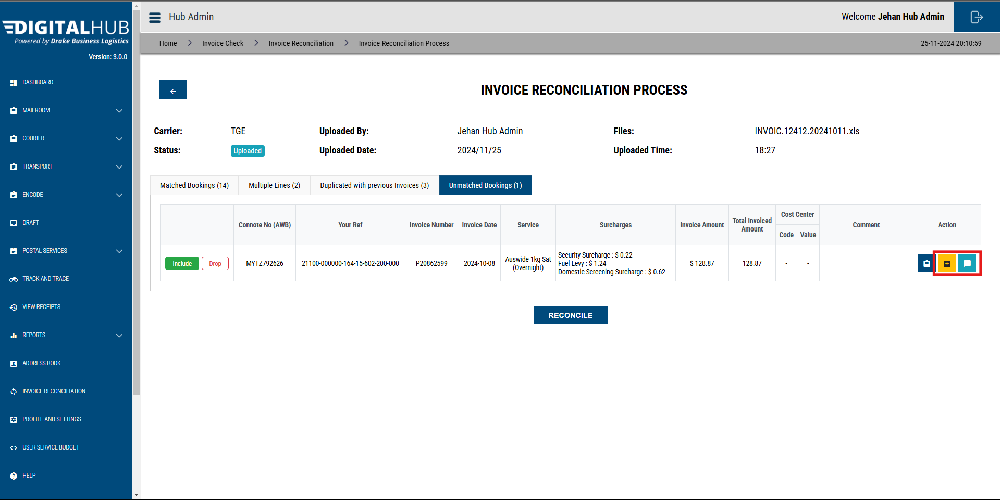 DIGITALHUB
Powered by Drake Business Logistics
Version: 3.0.0
DASHBOARD
MAILROOM
COURIER
TRANSPORT
ENCODE
DRAFT
POSTAL SERVICES
TRACK AND TRACE
VIEW RECEIPTS
REPORTS
ADDRESS BOOK
INVOICE RECONCILIATION
PROFILE AND SETTINGS
USER SERVICE BUDGET
HELP
Hub Admin
Welcome Jehan Hub Admin
Home Invoice Check Invoice Reconciliation Invoice Reconciliation Process 25-11-2024 20:10:59
INVOICE RECONCILIATION PROCESS
Carrier: TGE Uploaded By: Jehan Hub Admin Files: INVOIC.12412.20241011.xls
Status: Uploaded Uploaded Date: 2024/11/25 Uploaded Time: 18:27
Matched Bookings (14) Multiple Lines (2) Duplicated with previous Invoices (3) Unmatched Bookings (1)
Connote No (AWB) Your Ref Invoice Number Invoice Date Service Surcharges Invoice Amount Total Invoiced Amount Cost Center Comment Action
Code Value
Include Drop MYTZ792626 21100-000000-164-15-602-200-000 P20862599 2024-10-08 Auswide 1kg Sat (Overnight) Security Surcharge : $ 0.22
Fuel Levy : $ 1.24
Domestic Screening Surcharge : $ 0.62
$ 128.87 128.87 - -
RECONCILE